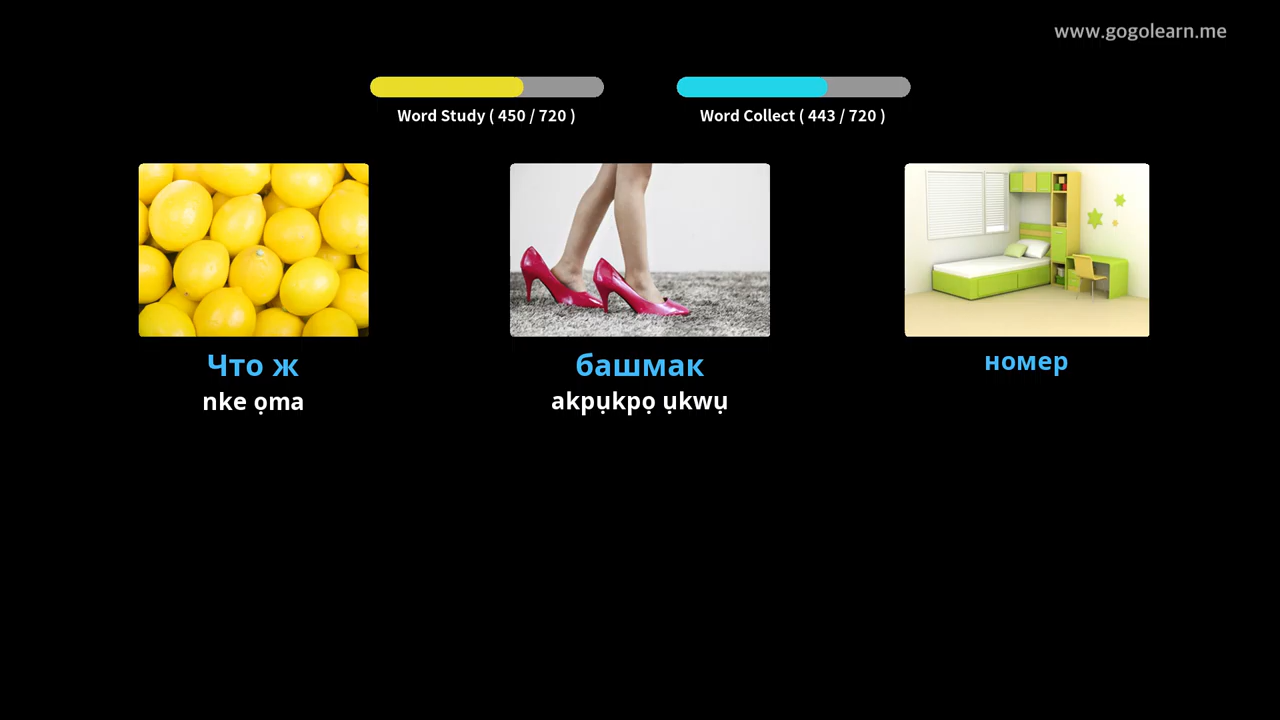 www.gogolearn.me
Word Study ( 450 / 720 )
Word Collect ( 443 / 720 )
Что ж
nke ọma
башмак
akpụkpọ ụkwụ
номер